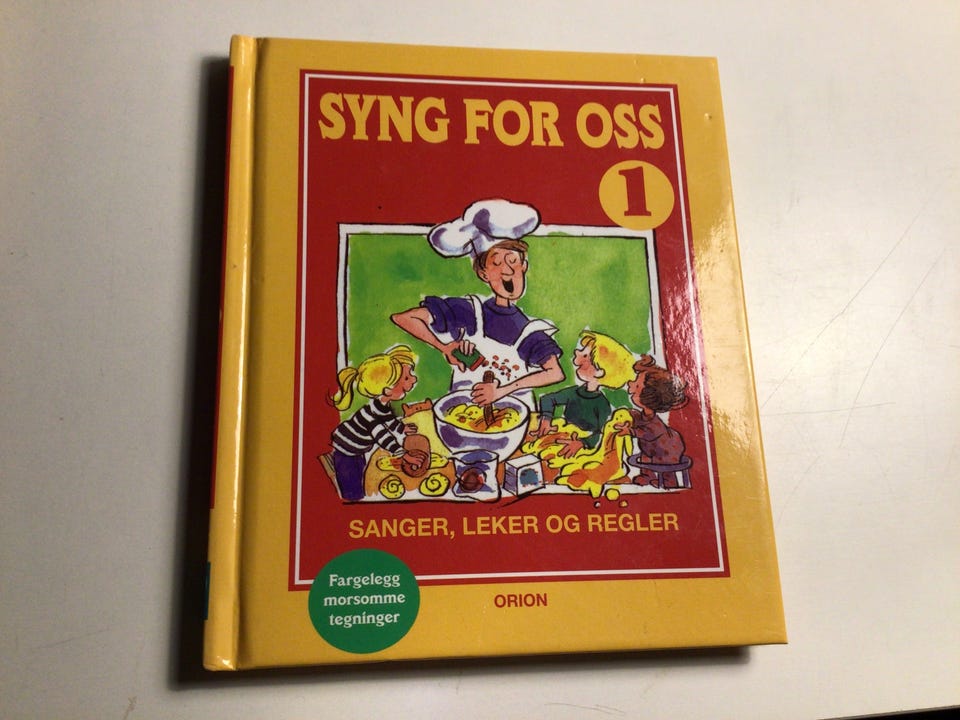 SYNG FOR OSS
1
SANGER, LEKER OG REGLER
Fargelegg
morsomme
tegninger
ORION